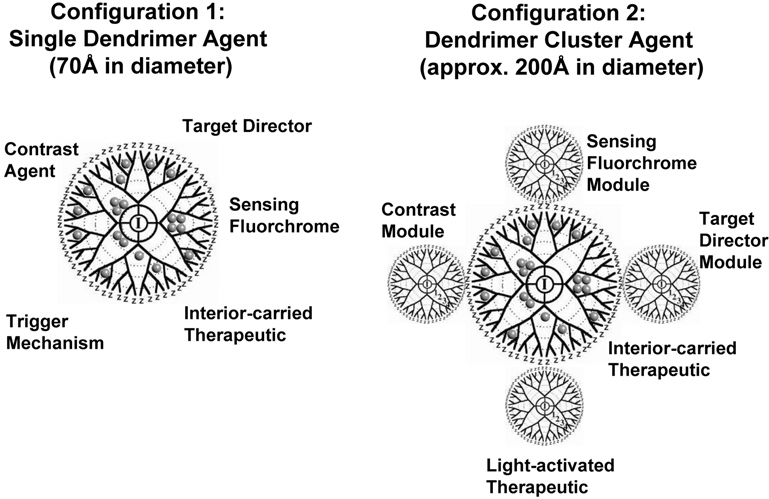 Configuration 1:
Single Dendrimer Agent
(70Å in diameter)
Contrast
Agent
Target Director
Sensing
Fluorchrome
Trigger
Mechanism
Interior-carried
Therapeutic
I
Configuration 2:
Dendrimer Cluster Agent
(approx. 200Å in diameter)
Sensing
Fluorchrome
Module
Contrast
Module
Target
Director
Module
Interior-carried
Therapeutic
Light-activated
Therapeutic
I